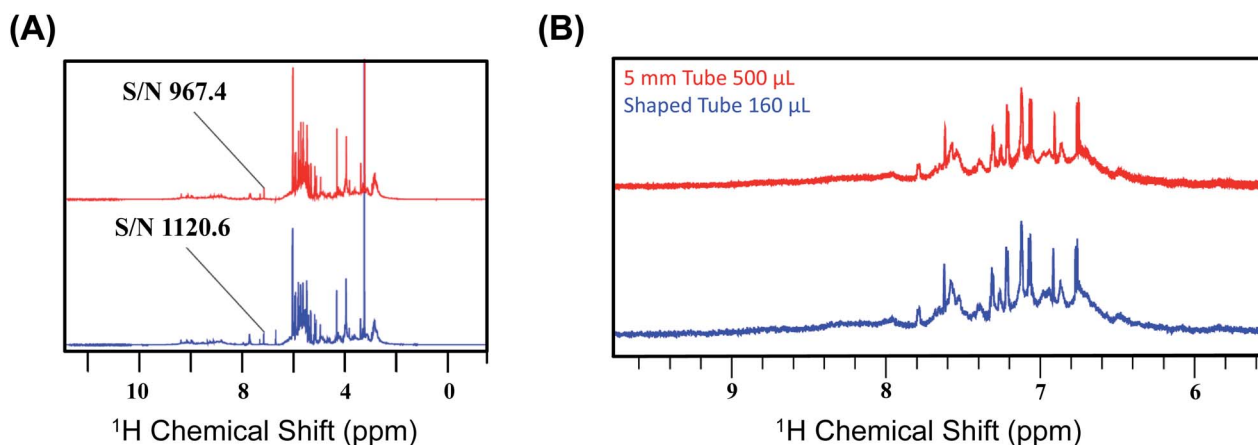 (A)
S/N 967.4
S/N 1120.6
10 6 4 0
¹H Chemical Shift (ppm)
(B)
5 mm Tube 500 µL
Shaped Tube 160 µL
9 8 7 6
¹H Chemical Shift (ppm)